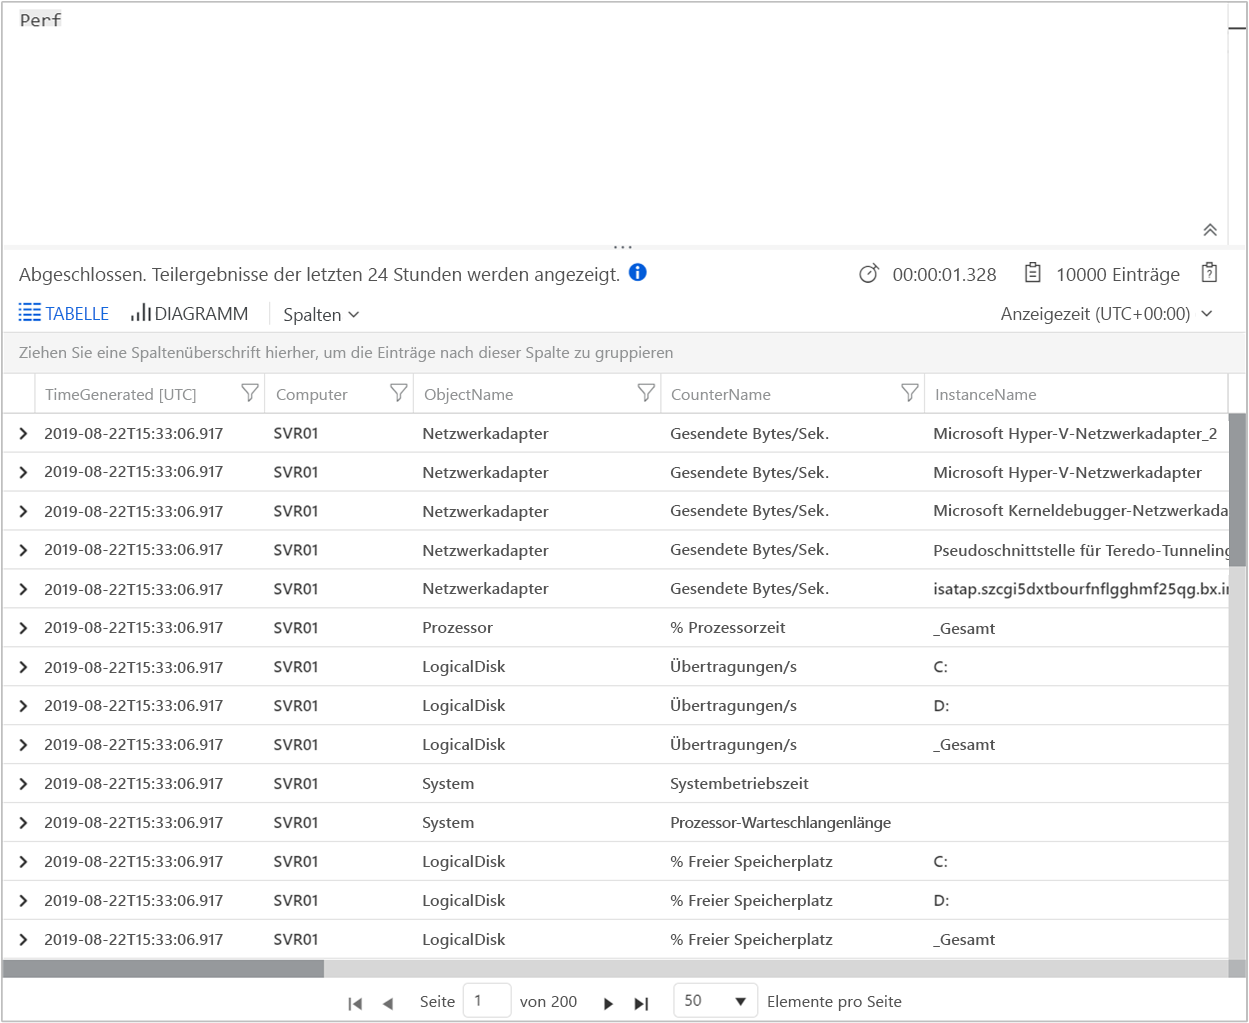 Perf
Abgeschlossen. Teilergebnisse der letzten 24 Stunden werden angezeigt. 00:00:01.328 10000 Einträge
TABELLE DIAGRAMM Spalten Anzeigezeit (UTC+00:00)
Ziehen Sie eine Spaltenüberschrift hierher, um die Einträge nach dieser Spalte zu gruppieren
TimeGenerated [UTC] Computer ObjectName CounterName InstanceName
2019-08-22T15:33:06.917 SVR01 Netzwerkadapter Gesendete Bytes/Sek. Microsoft Hyper-V-Netzwerkadapter_2
2019-08-22T15:33:06.917 SVR01 Netzwerkadapter Gesendete Bytes/Sek. Microsoft Hyper-V-Netzwerkadapter
2019-08-22T15:33:06.917 SVR01 Netzwerkadapter Gesendete Bytes/Sek. Microsoft Kerneldebugger-Netzwerkada
2019-08-22T15:33:06.917 SVR01 Netzwerkadapter Gesendete Bytes/Sek. Pseudoschnittstelle für Teredo-Tunneling
2019-08-22T15:33:06.917 SVR01 Netzwerkadapter Gesendete Bytes/Sek. isatap.szcgi5dxtbourfnflgghmf25qg.bx.in
2019-08-22T15:33:06.917 SVR01 Prozessor % Prozessorzeit _Gesamt
2019-08-22T15:33:06.917 SVR01 LogicalDisk Übertragungen/s C:
2019-08-22T15:33:06.917 SVR01 LogicalDisk Übertragungen/s D:
2019-08-22T15:33:06.917 SVR01 LogicalDisk Übertragungen/s _Gesamt
2019-08-22T15:33:06.917 SVR01 System Systembetriebszeit
2019-08-22T15:33:06.917 SVR01 System Prozessor-Warteschlangenlänge
2019-08-22T15:33:06.917 SVR01 LogicalDisk % Freier Speicherplatz C:
2019-08-22T15:33:06.917 SVR01 LogicalDisk % Freier Speicherplatz D:
2019-08-22T15:33:06.917 SVR01 LogicalDisk % Freier Speicherplatz _Gesamt
Seite 1 von 200 50 Elemente pro Seite